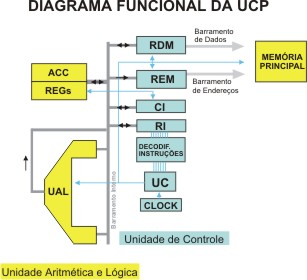 DIAGRAMA FUNCIONAL DA UCP
RDM
Barramento
de Dados
MEMÓRIA
PRINCIPAL
ACC
REGs
REM
Barramento
de Endereços
CI
RI
DECODIF.
INSTRUÇÕES
UAL
Barramento Interno
UC
CLOCK
Unidade de Controle
Unidade Aritmética e Lógica